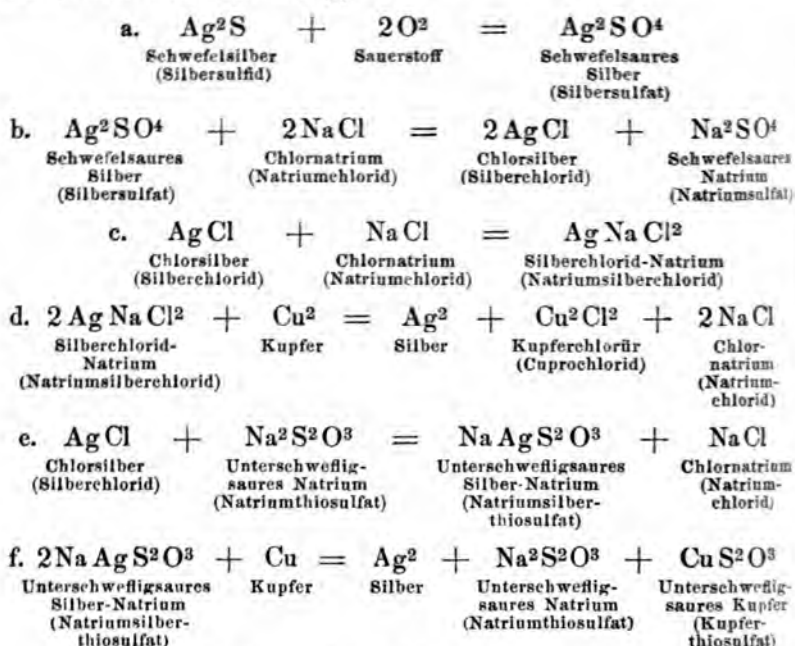 a. Ag²S + 2O² = Ag²SO⁴
Schwefelsilber Sauerstoff Schwefelsaures
(Silbersulfid) Silber
(Silbersulfat)
b. Ag²SO⁴ + 2NaCl = 2AgCl + Na²SO⁴
Schwefelsaures Chlornatrium Chlorsilber Schwefelsaures
Silber (Natriumchlorid) (Silberchlorid) Natrium
(Silbersulfat) (Natriumsulfat)
c. AgCl + NaCl = AgNaCl²
Chlorsilber Chlornatrium Silberchlorid-Natrium
(Silberchlorid) (Natriumchlorid) (Natriumsilberchlorid)
d. 2AgNaCl² + Cu² = Ag² + Cu²Cl² + 2NaCl
Silberchlorid- Kupfer Silber Kupferchlorür Chlor-
Natrium (Cuprochlorid) natrium
(Natriumsilberchlorid) (Natrium-
chlorid)
e. AgCl + Na²S²O³ = NaAgS²O³ + NaCl
Chlorsilber Unterschweflig- Unterschwefligsaures Chlornatrium
(Silberchlorid) saures Natrium Silber-Natrium (Natrium-
(Natriumthiosulfat) (Natriumsilber- chlorid)
thiosulfat)
f. 2NaAgS²O³ + Cu = Ag² + Na²S²O³ + CuS²O³
Unterschwefligsaures Kupfer Silber Unterschweflig- Unterschweflig-
Silber-Natrium saures Natrium saures Kupfer
(Natriumsilber- (Natriumthiosulfat) (Kupfer-
thiosulfat) thiosulfat)